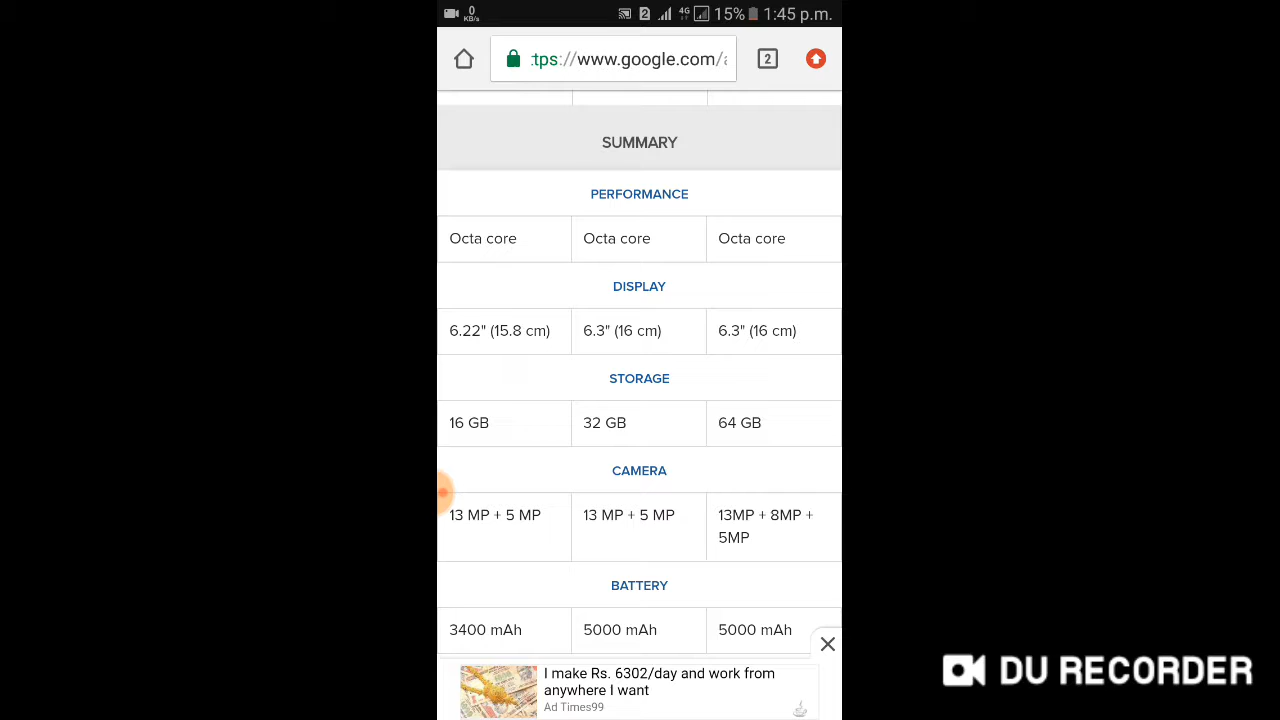 0
KB/s
2
4G
15%
1:45 p.m.
tps://www.google.com/a
2
SUMMARY
PERFORMANCE
Octa core
Octa core
Octa core
DISPLAY
6.22" (15.8 cm)
6.3" (16 cm)
6.3" (16 cm)
STORAGE
16 GB
32 GB
64 GB
CAMERA
13 MP + 5 MP
13 MP + 5 MP
13MP + 8MP +
5MP
BATTERY
3400 mAh
5000 mAh
5000 mAh
I make Rs. 6302/day and work from
anywhere I want
Ad Times99
DU RECORDER